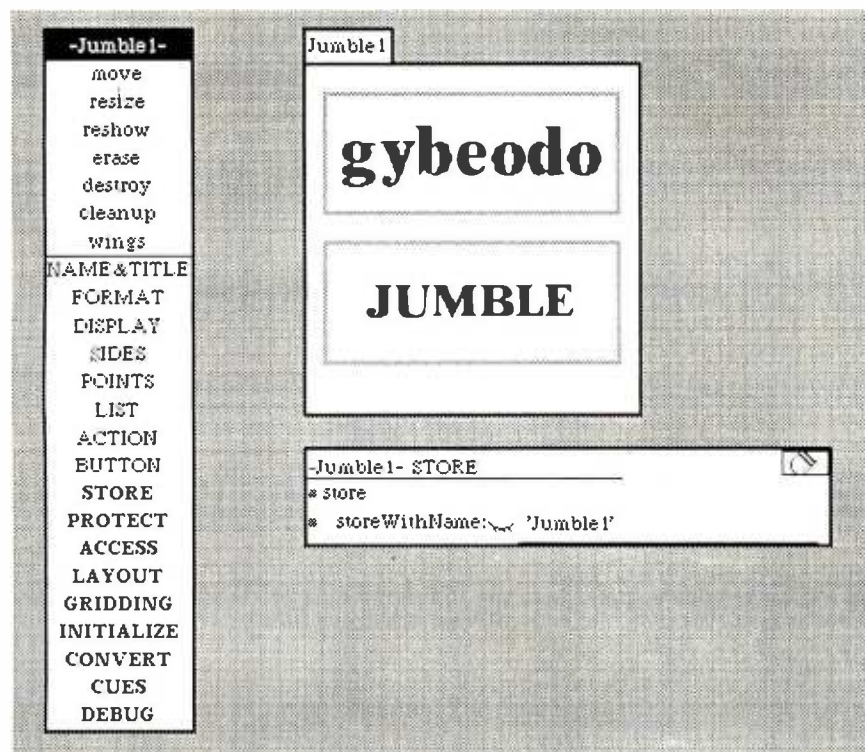 -Jumble1-
move
resize
reshow
erase
destroy
cleanup
wings
NAME&TITLE
FORMAT
DISPLAY
SIDES
POINTS
LIST
ACTION
BUTTON
STORE
PROTECT
ACCESS
LAYOUT
GRIDDING
INITIALIZE
CONVERT
CUES
DEBUG
Jumble1
gybeodo
JUMBLE
-Jumble1- STORE
store
storeWithName: 'Jumble1'